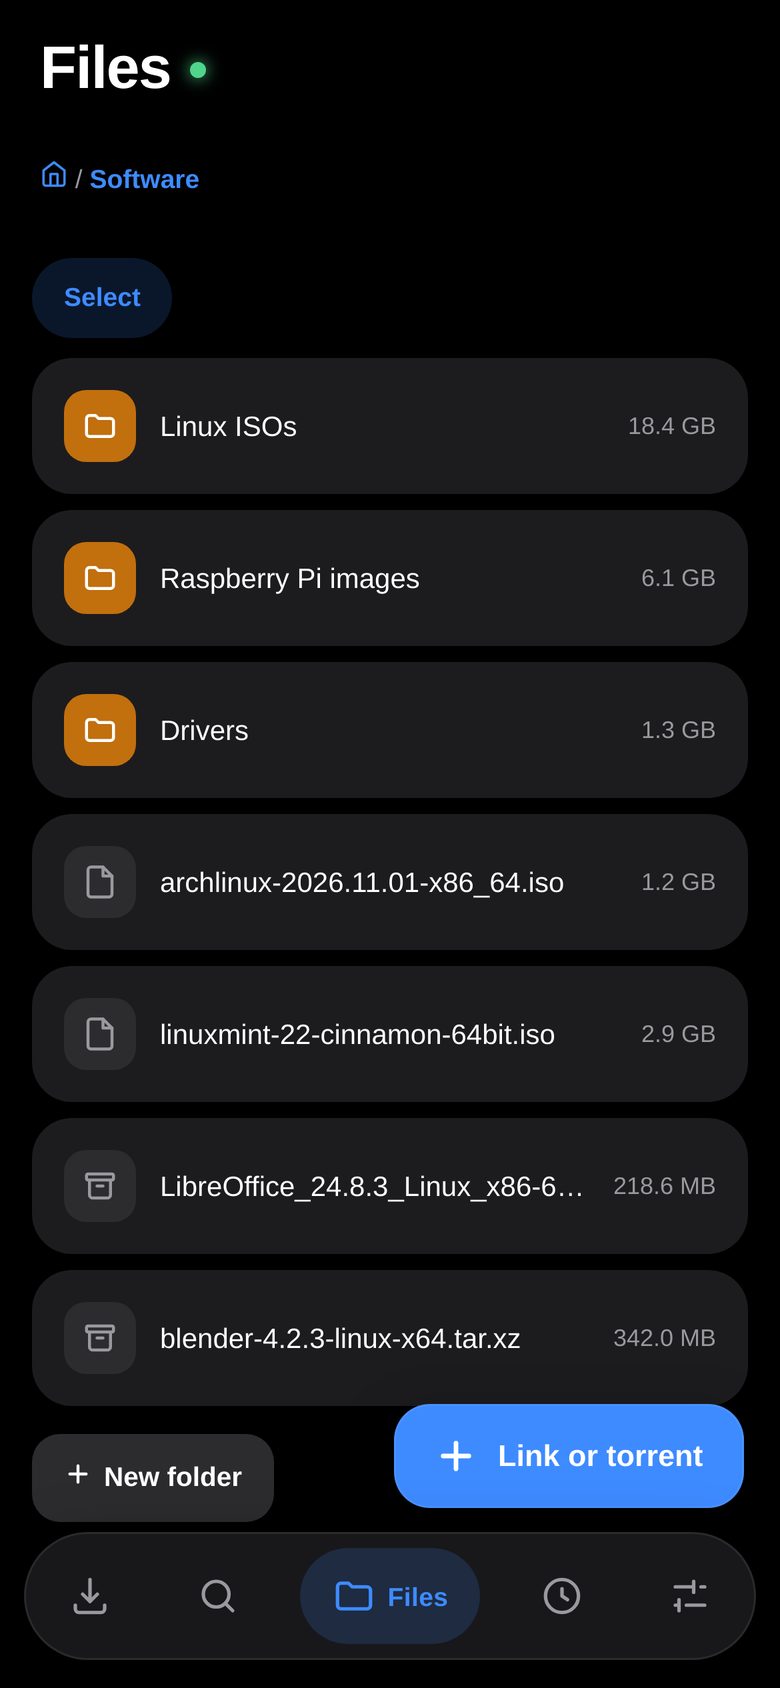 Files
/ Software
Select
Linux ISOs 18.4 GB
Raspberry Pi images 6.1 GB
Drivers 1.3 GB
archlinux-2026.11.01-x86_64.iso 1.2 GB
linuxmint-22-cinnamon-64bit.iso 2.9 GB
LibreOffice_24.8.3_Linux_x86-6… 218.6 MB
blender-4.2.3-linux-x64.tar.xz 342.0 MB
+ New folder
+ Link or torrent
Files